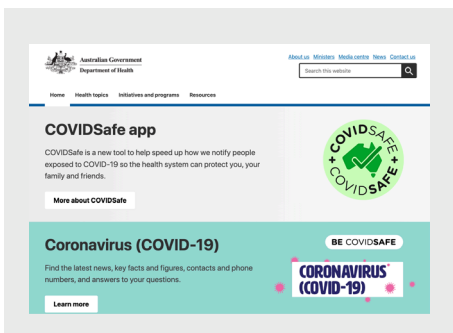 Australian Government
Department of Health
About us Ministers Media centre News Contact us
Search this website
Home Health topics Initiatives and programs Resources
COVIDSafe app
COVIDSafe is a new tool to help speed up how we notify people
exposed to COVID-19 so the health system can protect you, your
family and friends.
More about COVIDSafe
COVIDSAFE
COVIDSAFE
Coronavirus (COVID-19)
Find the latest news, key facts and figures, contacts and phone
numbers, and answers to your questions.
Learn more
BE COVIDSAFE
CORONAVIRUS
(COVID-19)